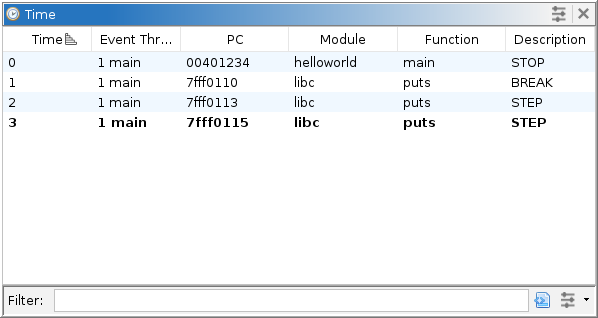 Time
Time Event Thr... PC Module Function Description
0 1 main 00401234 helloworld main STOP
1 1 main 7fff0110 libc puts BREAK
2 1 main 7fff0113 libc puts STEP
3 1 main 7fff0115 libc puts STEP
Filter: